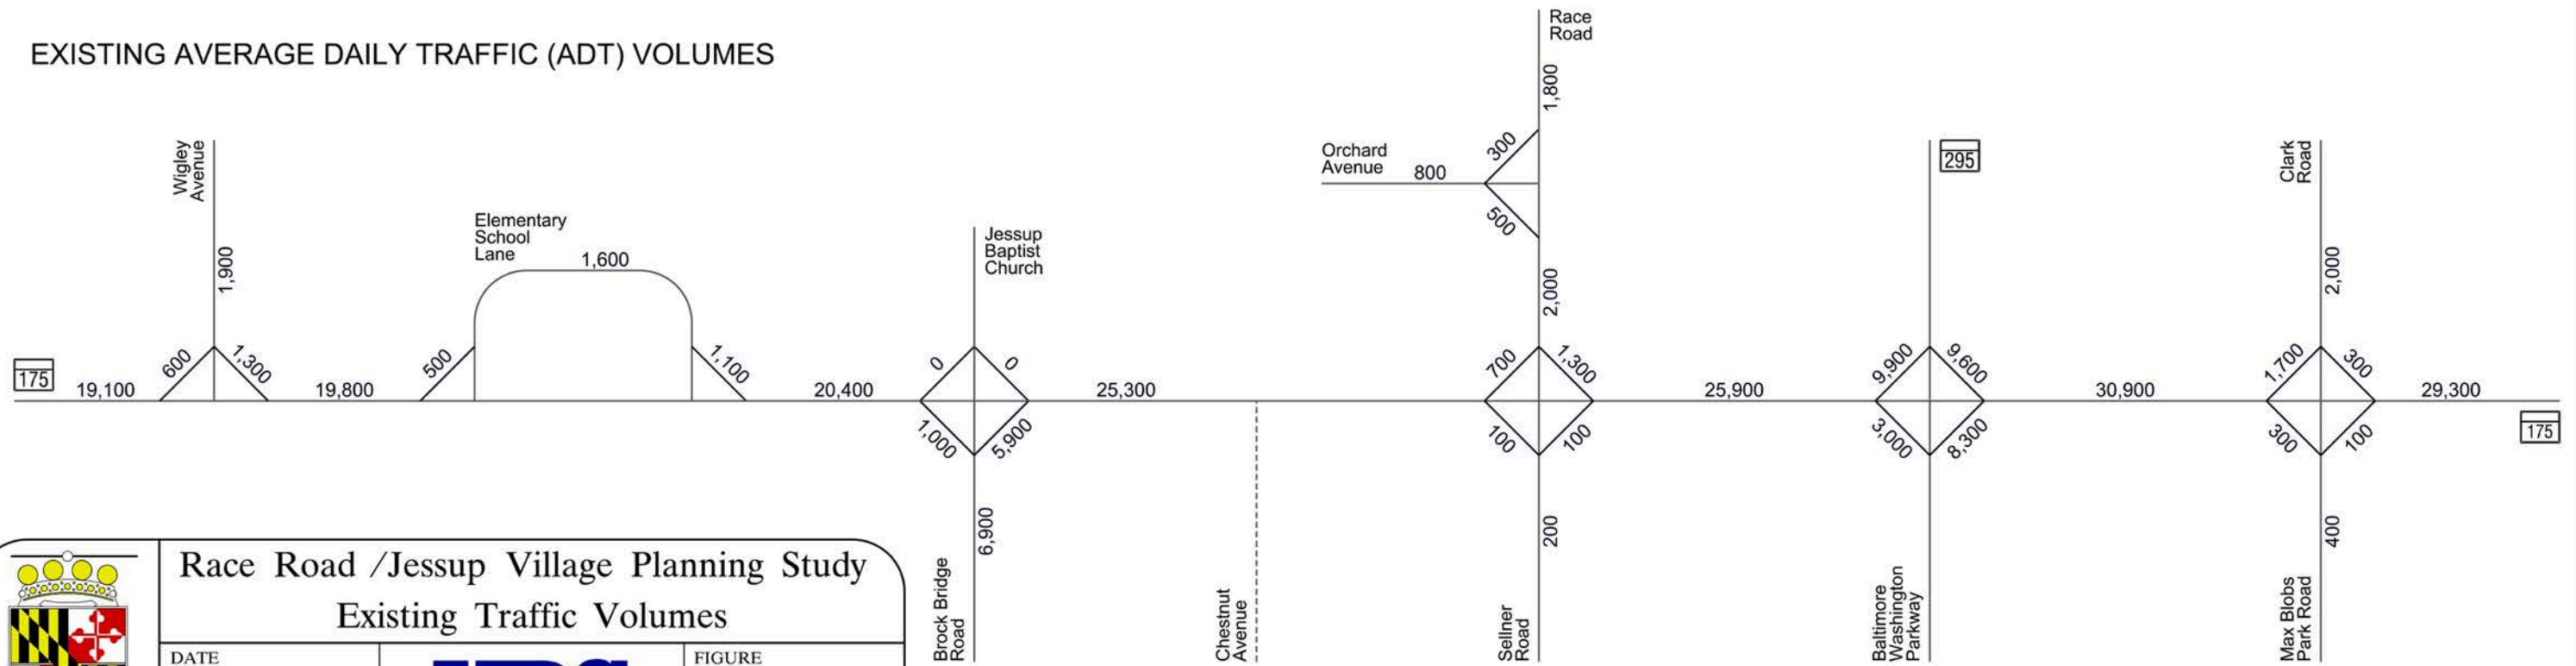 EXISTING AVERAGE DAILY TRAFFIC (ADT) VOLUMES
Race
Road
1,800
300
Orchard
Avenue
800
500
2,000
Wigley
Avenue
1,900
600
1,300
Elementary
School
Lane
1,600
500
1,100
Jessup
Baptist
Church
0
0
1,000
5,900
6,900
Brock Bridge
Road
Chestnut
Avenue
700
1,300
100
100
200
Sellner
Road
295
9,900
9,600
3,000
8,300
Baltimore
Washington
Parkway
Clark
Road
2,000
1,700
300
300
100
400
Max Blobs
Park Road
175
19,100
19,800
20,400
25,300
25,900
30,900
29,300
175
Race Road /Jessup Village Planning Study
Existing Traffic Volumes
DATE
FIGURE